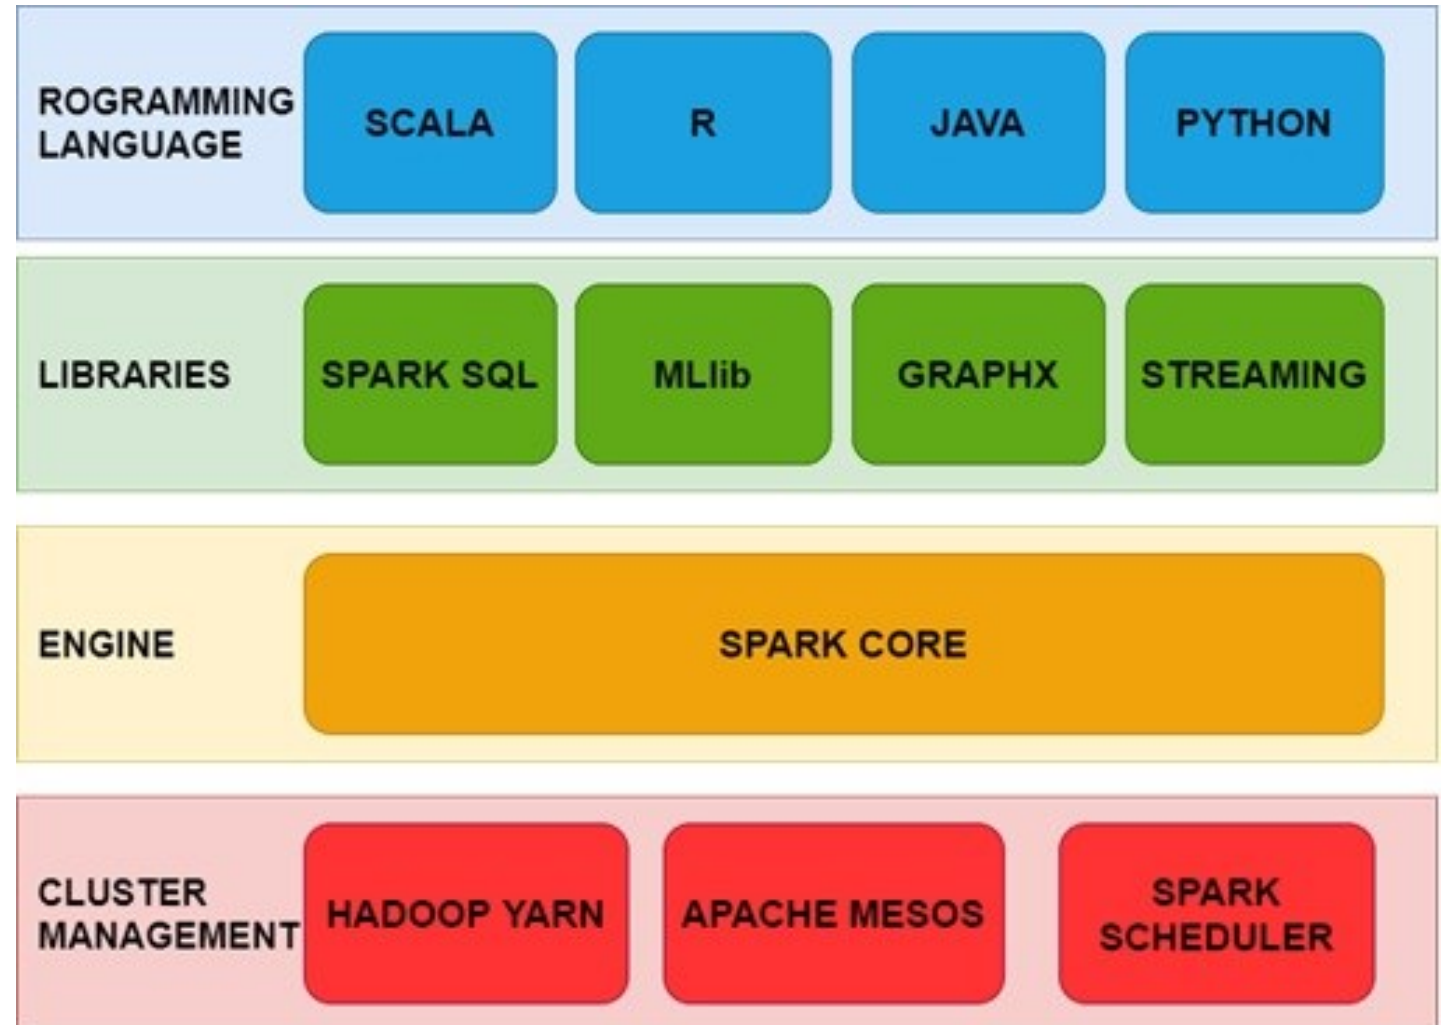 ROGRAMMING
LANGUAGE
SCALA
R
JAVA
PYTHON
LIBRARIES
SPARK SQL
MLlib
GRAPHX
STREAMING
ENGINE
SPARK CORE
CLUSTER
MANAGEMENT
HADOOP YARN
APACHE MESOS
SPARK
SCHEDULER